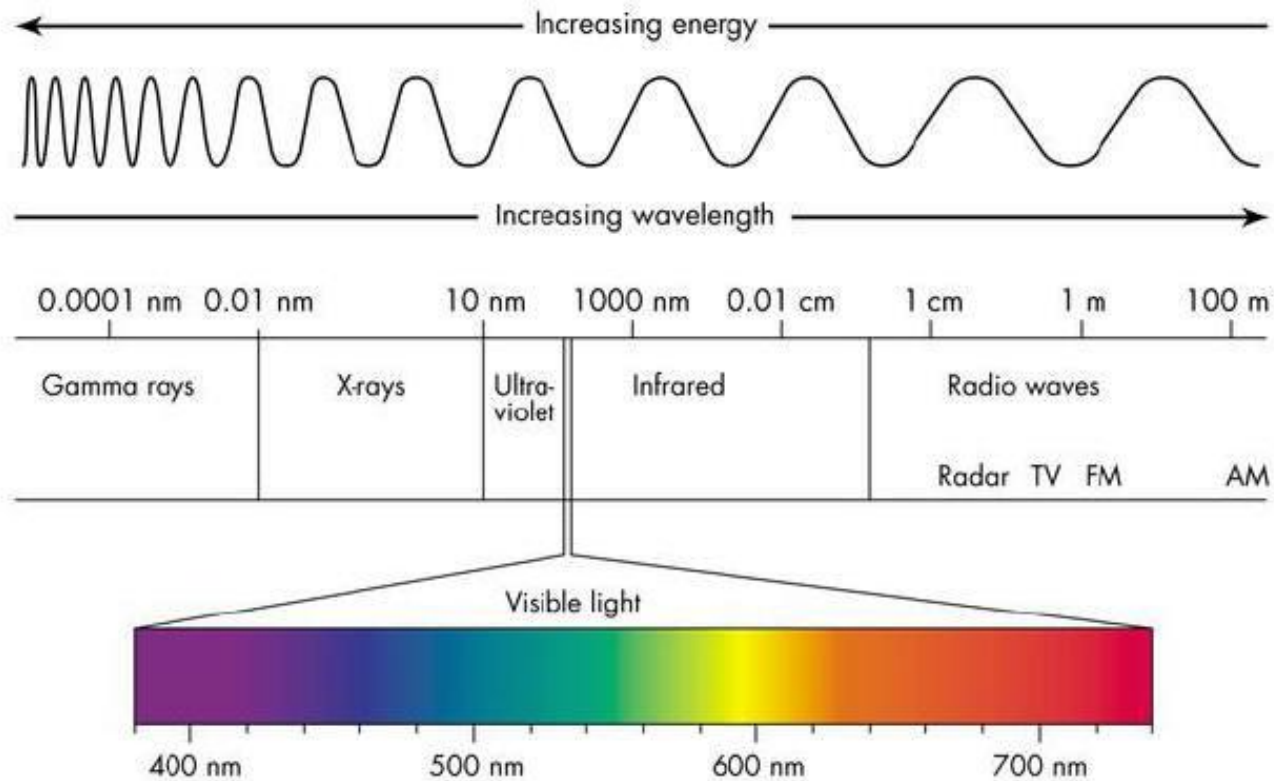 Increasing energy
Increasing wavelength
0.0001 nm 0.01 nm 10 nm 1000 nm 0.01 cm 1 cm 1 m 100 m
Gamma rays X-rays Ultra- Infrared Radio waves
violet
Radar TV FM AM
Visible light
400 nm 500 nm 600 nm 700 nm